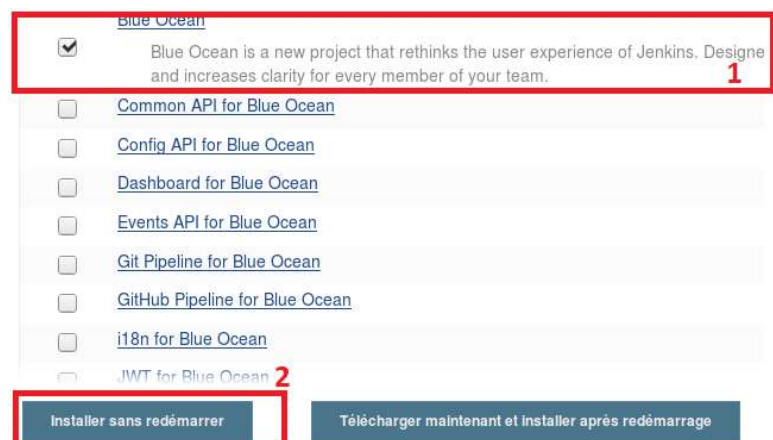 Blue Ocean
Blue Ocean is a new project that rethinks the user experience of Jenkins. Designe
and increases clarity for every member of your team.
1
Common API for Blue Ocean
Config API for Blue Ocean
Dashboard for Blue Ocean
Events API for Blue Ocean
Git Pipeline for Blue Ocean
GitHub Pipeline for Blue Ocean
i18n for Blue Ocean
JWT for Blue Ocean
2
Installer sans redémarrer
Télécharger maintenant et installer après redémarrage